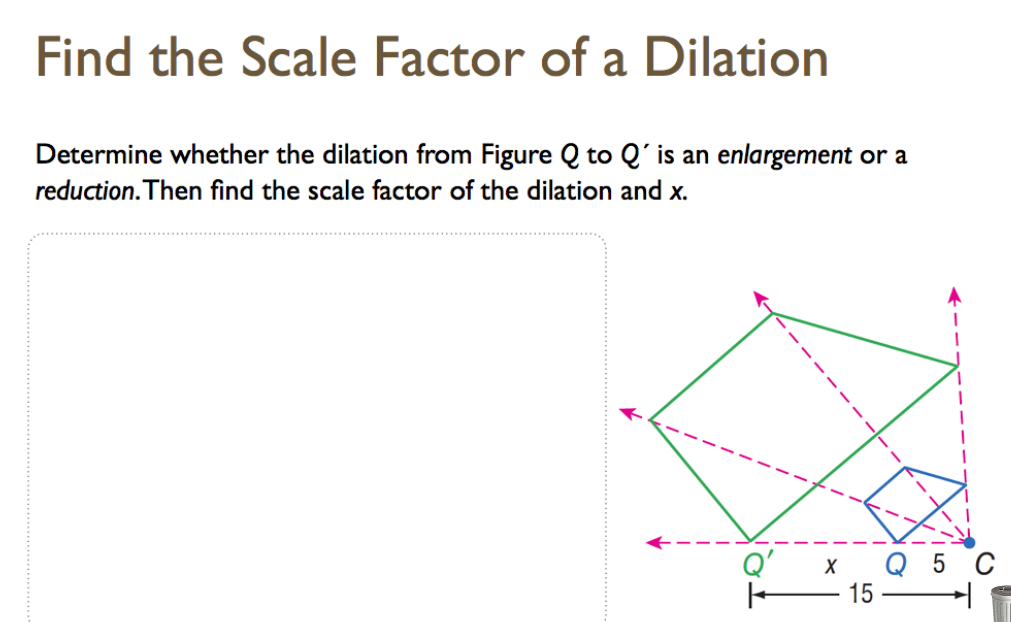 Find the Scale Factor of a Dilation
Determine whether the dilation from Figure Q to Q´ is an enlargement or a
reduction. Then find the scale factor of the dilation and x.
Q′ x Q 5 C
15